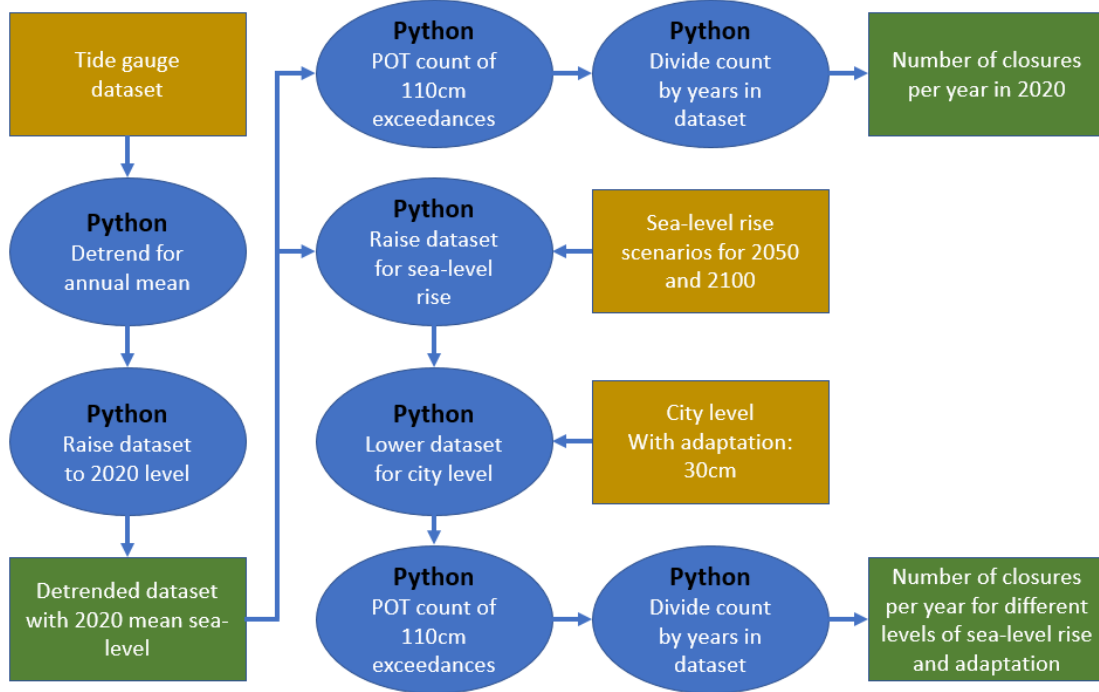 Tide gauge
dataset
Python
Detrend for
annual mean
Python
Raise dataset
to 2020 level
Detrended dataset
with 2020 mean sea-
level
Python
POT count of
110cm
exceedances
Python
Divide count
by years in
dataset
Number of closures
per year in 2020
Python
Raise dataset
for sea-level
rise
Sea-level rise
scenarios for 2050
and 2100
Python
Lower dataset
for city level
City level
With adaptation:
30cm
Python
POT count of
110cm
exceedances
Python
Divide count
by years in
dataset
Number of closures
per year for different
levels of sea-level rise
and adaptation